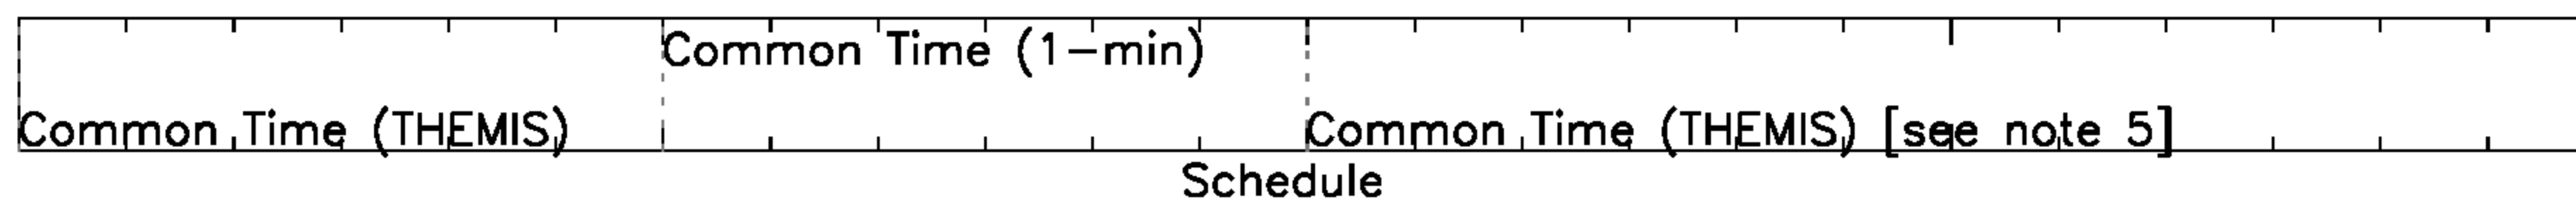 Common Time (1-min)
Common Time (THEMIS)
Common Time (THEMIS) [see note 5]
Schedule